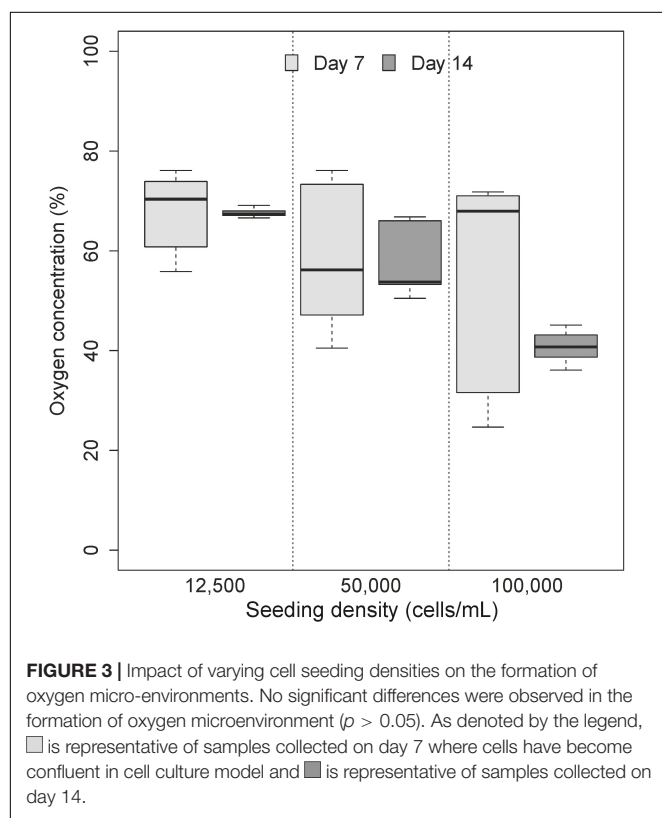 100
Day 7 Day 14
80
60
40
20
0
Oxygen concentration (%)
12,500 50,000 100,000
Seeding density (cells/mL)
FIGURE 3 | Impact of varying cell seeding densities on the formation of
oxygen micro-environments. No significant differences were observed in the
formation of oxygen microenvironment (p > 0.05). As denoted by the legend,
is representative of samples collected on day 7 where cells have become
confluent in cell culture model and is representative of samples collected on
day 14.